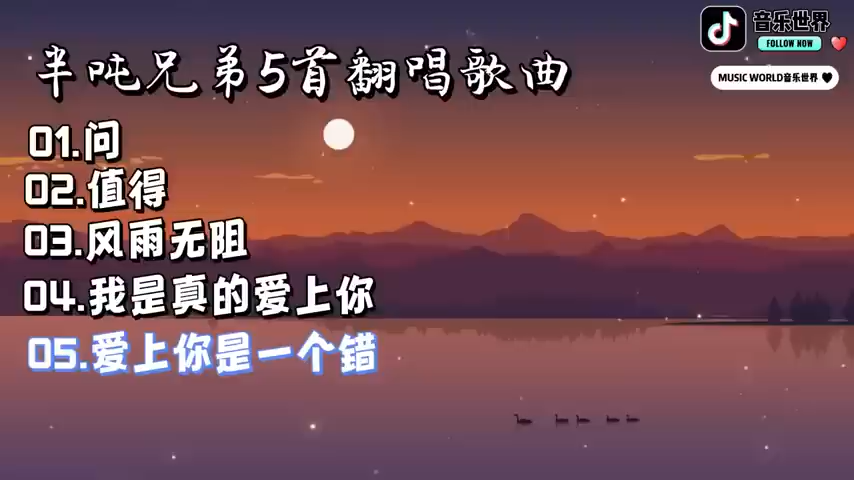 半吨兄弟5首翻唱歌曲
01.问
02.值得
03.风雨无阻
04.我是真的爱上你
05.爱上你是一个错
音乐世界
FOLLOW NOW
MUSIC WORLD音乐世界